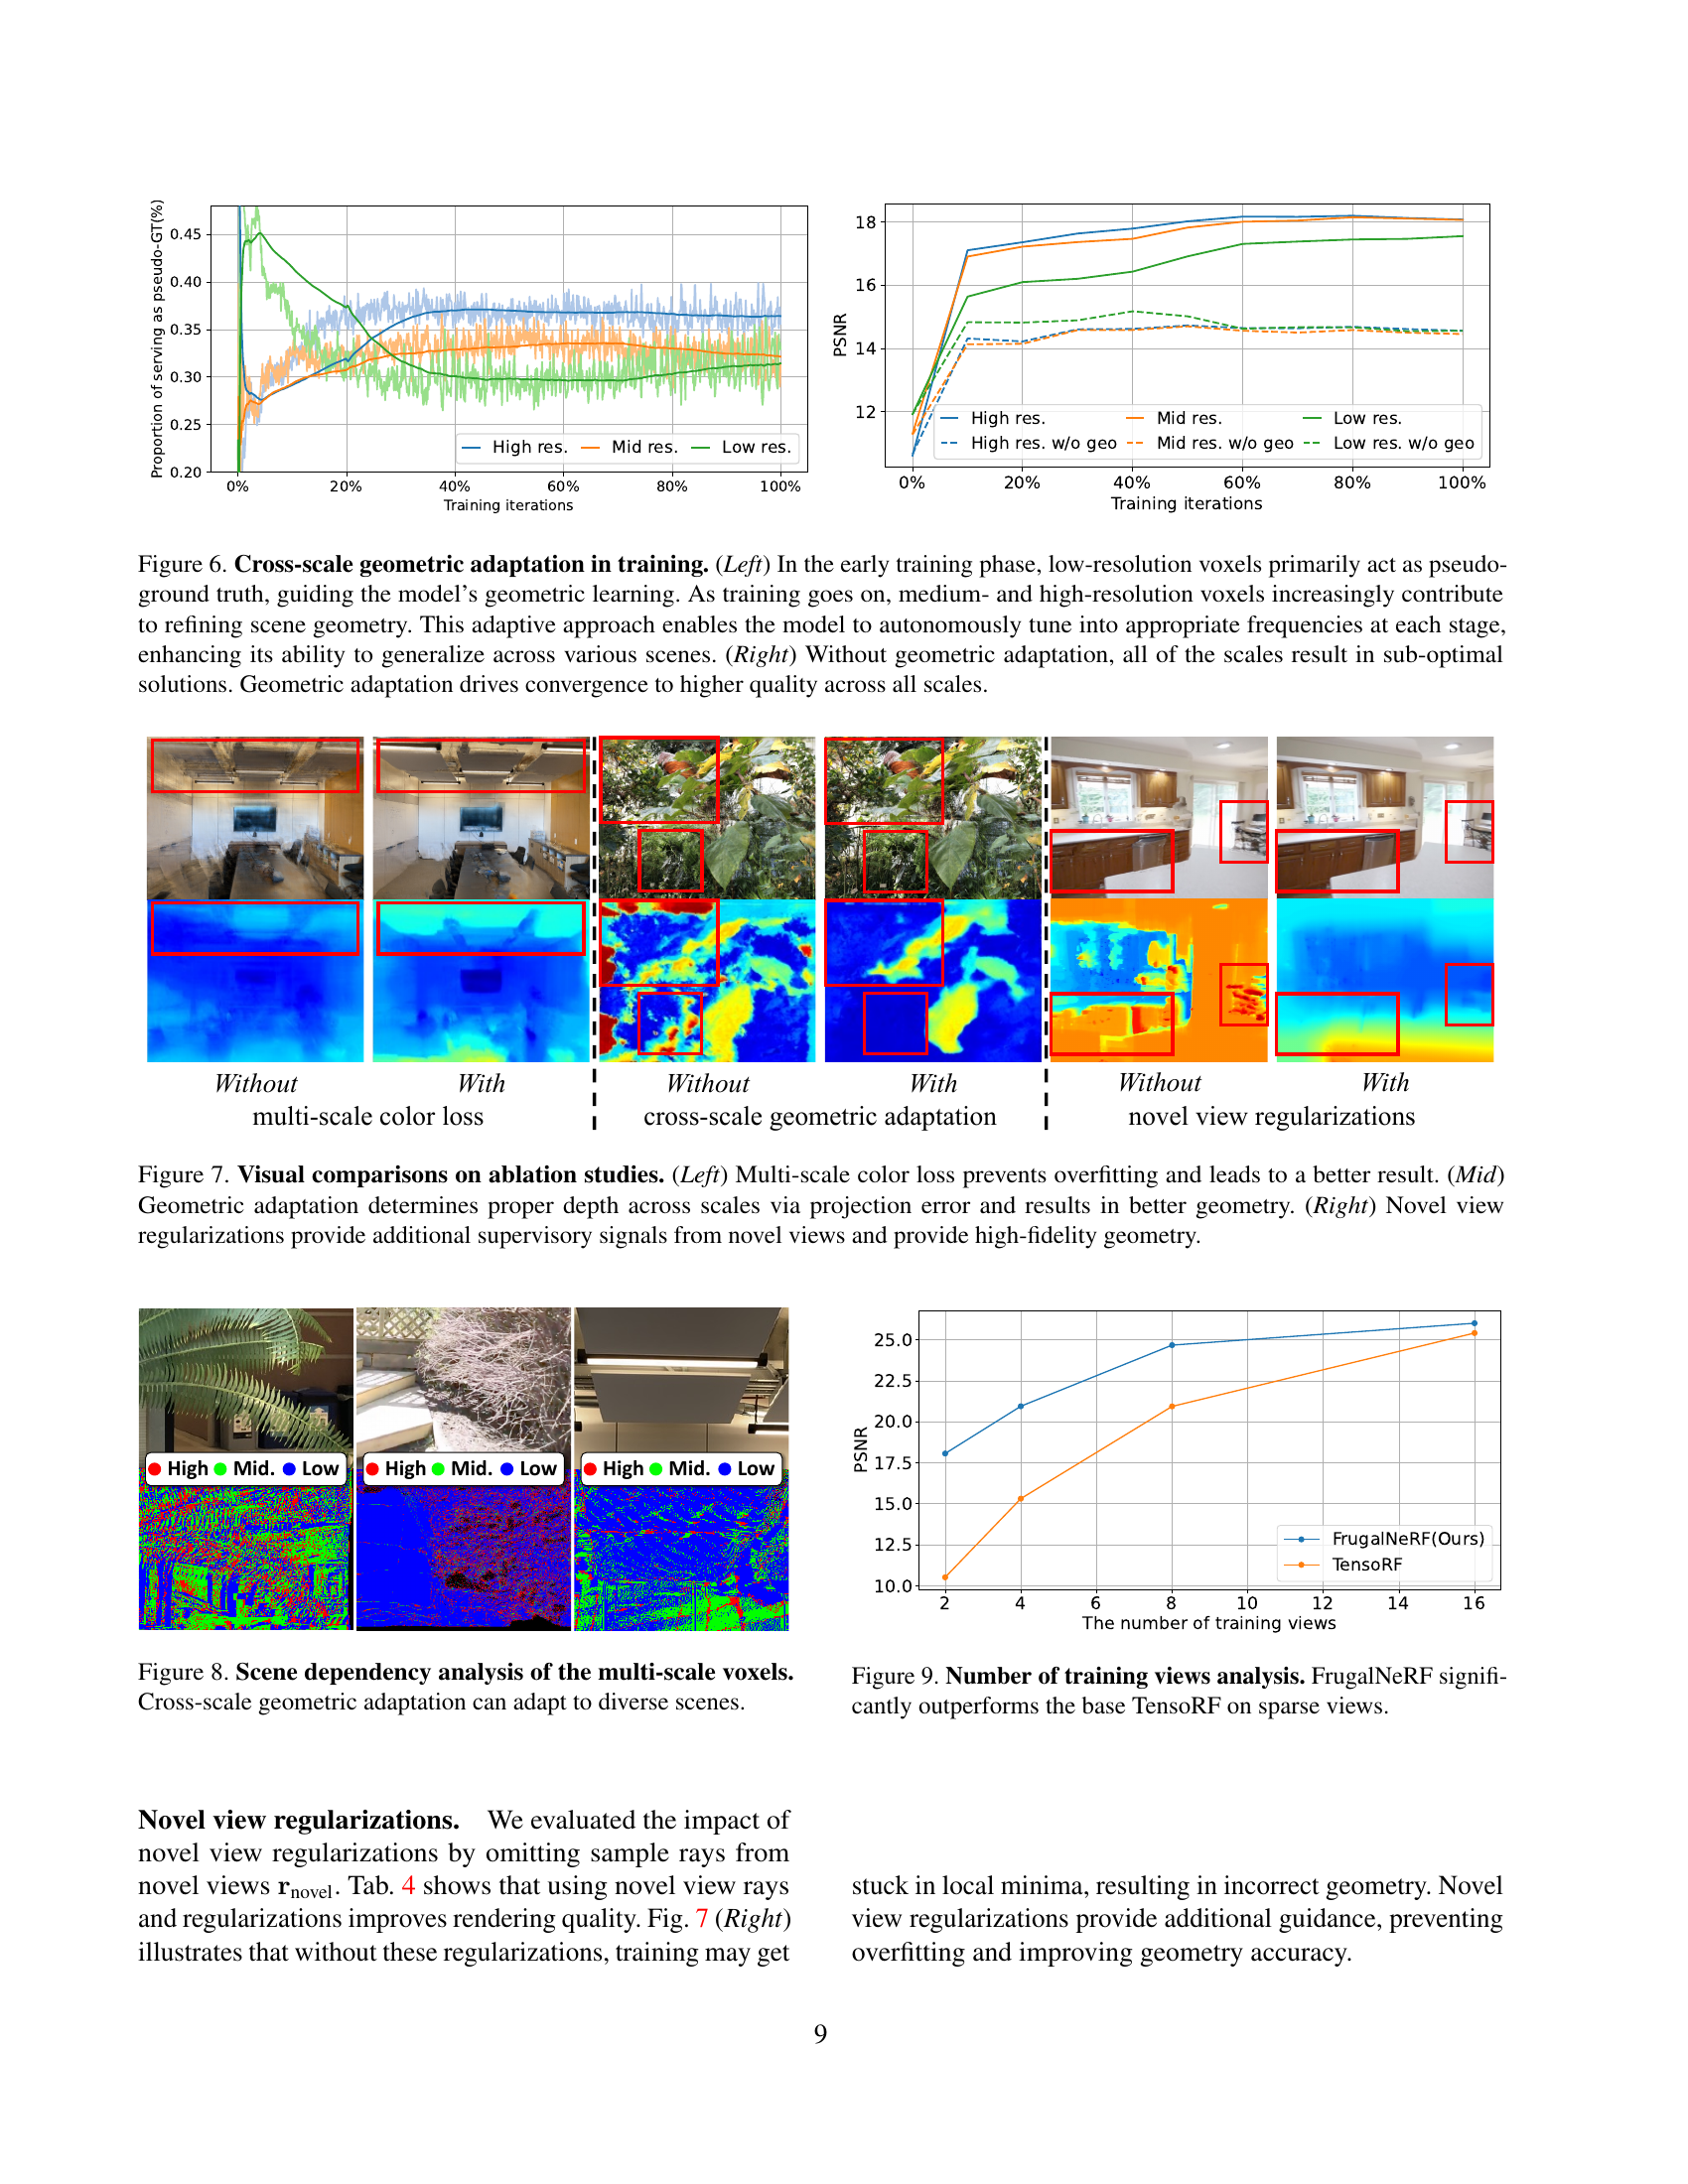 Proportion of serving as pseudo-GT(%)
0.45
0.40
0.35
0.30
0.25
0.20
High res. Mid res. Low res.
0% 20% 40% 60% 80% 100%
Training iterations
PSNR
18
16
14
12
High res. Mid res. Low res.
High res. w/o geo Mid res. w/o geo Low res. w/o geo
0% 20% 40% 60% 80% 100%
Training iterations
Figure 6. Cross-scale geometric adaptation in training. (Left) In the early training phase, low-resolution voxels primarily act as pseudo-
ground truth, guiding the model's geometric learning. As training goes on, medium- and high-resolution voxels increasingly contribute
to refining scene geometry. This adaptive approach enables the model to autonomously tune into appropriate frequencies at each stage,
enhancing its ability to generalize across various scenes. (Right) Without geometric adaptation, all of the scales result in sub-optimal
solutions. Geometric adaptation drives convergence to higher quality across all scales.
Without With Without With Without With
multi-scale color loss cross-scale geometric adaptation novel view regularizations
Figure 7. Visual comparisons on ablation studies. (Left) Multi-scale color loss prevents overfitting and leads to a better result. (Mid)
Geometric adaptation determines proper depth across scales via projection error and results in better geometry. (Right) Novel view
regularizations provide additional supervisory signals from novel views and provide high-fidelity geometry.
High Mid. Low High Mid. Low High Mid. Low
Figure 8. Scene dependency analysis of the multi-scale voxels.
Cross-scale geometric adaptation can adapt to diverse scenes.
PSNR
25.0
22.5
20.0
17.5
15.0
12.5
10.0
FrugalNeRF(Ours)
TensoRF
2 4 6 8 10 12 14 16
The number of training views
Figure 9. Number of training views analysis. FrugalNeRF signifi-
cantly outperforms the base TensoRF on sparse views.
Novel view regularizations. We evaluated the impact of
novel view regularizations by omitting sample rays from
novel views r_novel. Tab. 4 shows that using novel view rays
and regularizations improves rendering quality. Fig. 7 (Right)
illustrates that without these regularizations, training may get
stuck in local minima, resulting in incorrect geometry. Novel
view regularizations provide additional guidance, preventing
overfitting and improving geometry accuracy.
9